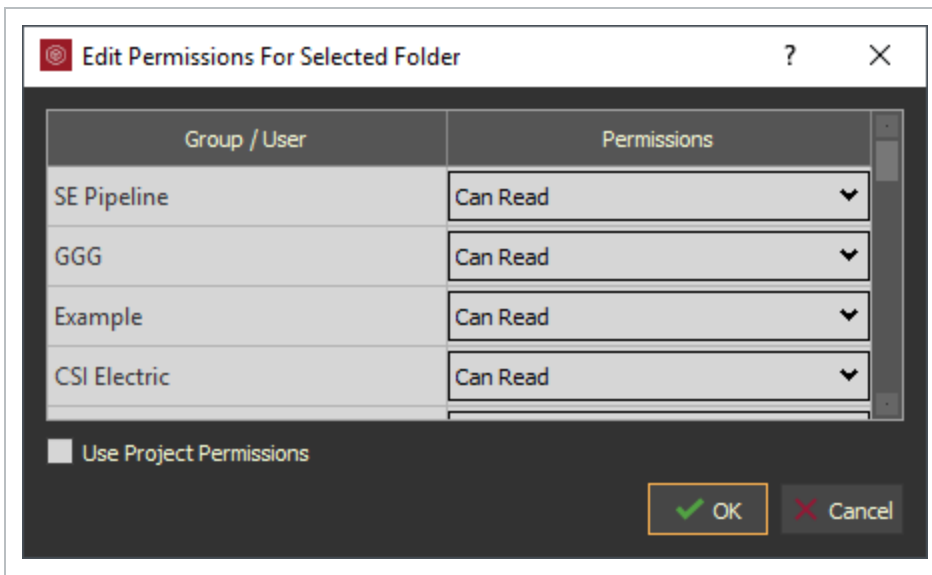 Edit Permissions For Selected Folder ?
Group / User Permissions
SE Pipeline Can Read
GGG Can Read
Example Can Read
CSI Electric Can Read
Use Project Permissions
OK Cancel